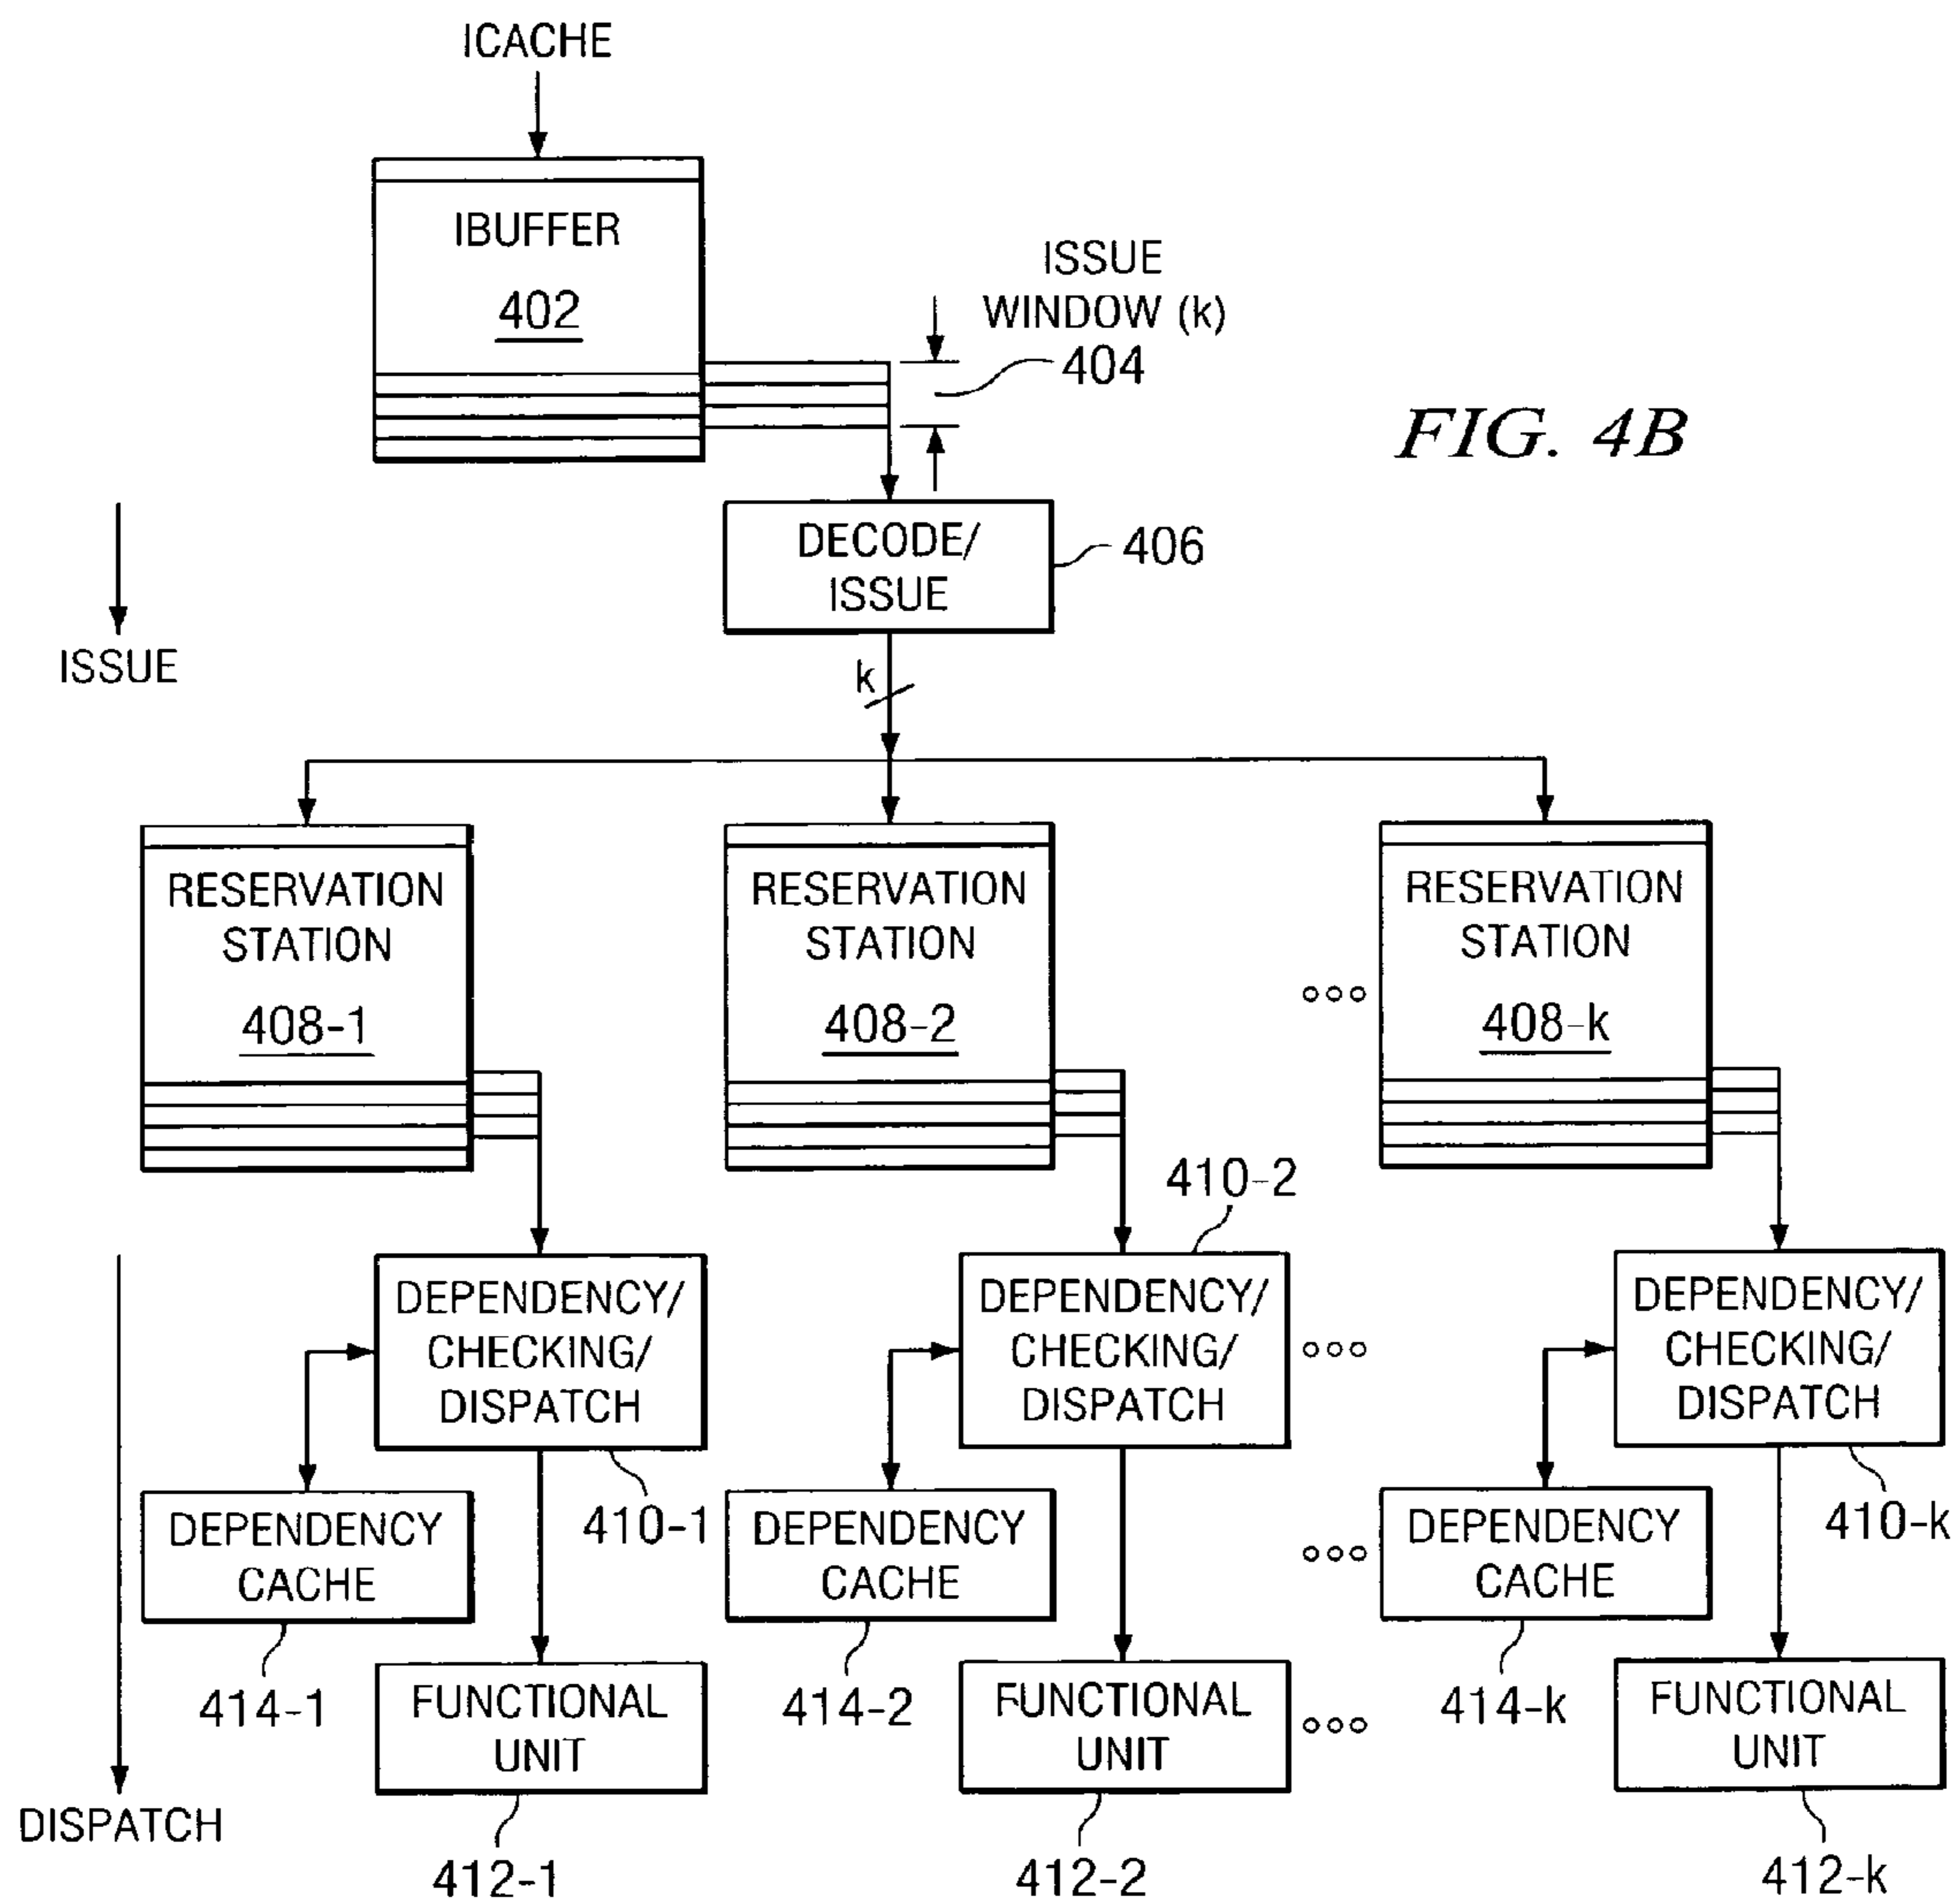 ICACHE
IBUFFER
402
ISSUE
WINDOW (k)
404
FIG. 4B
DECODE/
ISSUE
406
ISSUE
k
RESERVATION
STATION
408-1
RESERVATION
STATION
408-2
RESERVATION
STATION
408-k
410-2
DEPENDENCY/
CHECKING/
DISPATCH
DEPENDENCY/
CHECKING/
DISPATCH
DEPENDENCY/
CHECKING/
DISPATCH
410-1
410-k
DEPENDENCY
CACHE
DEPENDENCY
CACHE
DEPENDENCY
CACHE
414-1
414-2
414-k
FUNCTIONAL
UNIT
FUNCTIONAL
UNIT
FUNCTIONAL
UNIT
DISPATCH
412-1
412-2
412-k